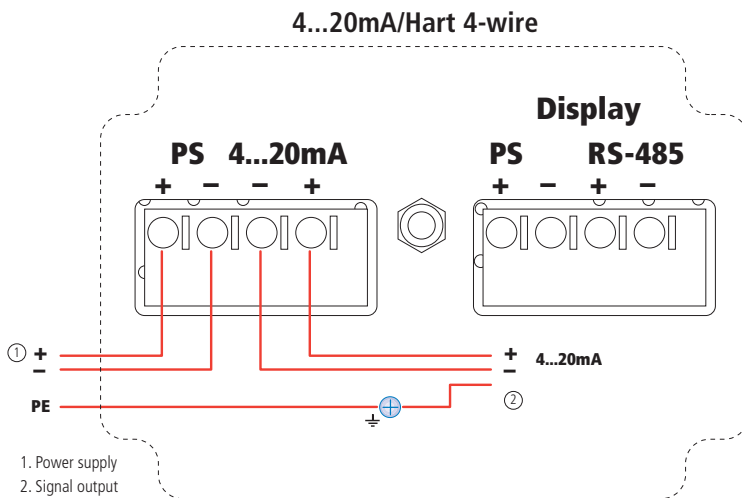 4...20mA/Hart 4-wire
Display
PS 4...20mA
PS RS-485
+ − − +
+ − + −
1 +
−
+ 4...20mA
−
2
PE
1. Power supply
2. Signal output